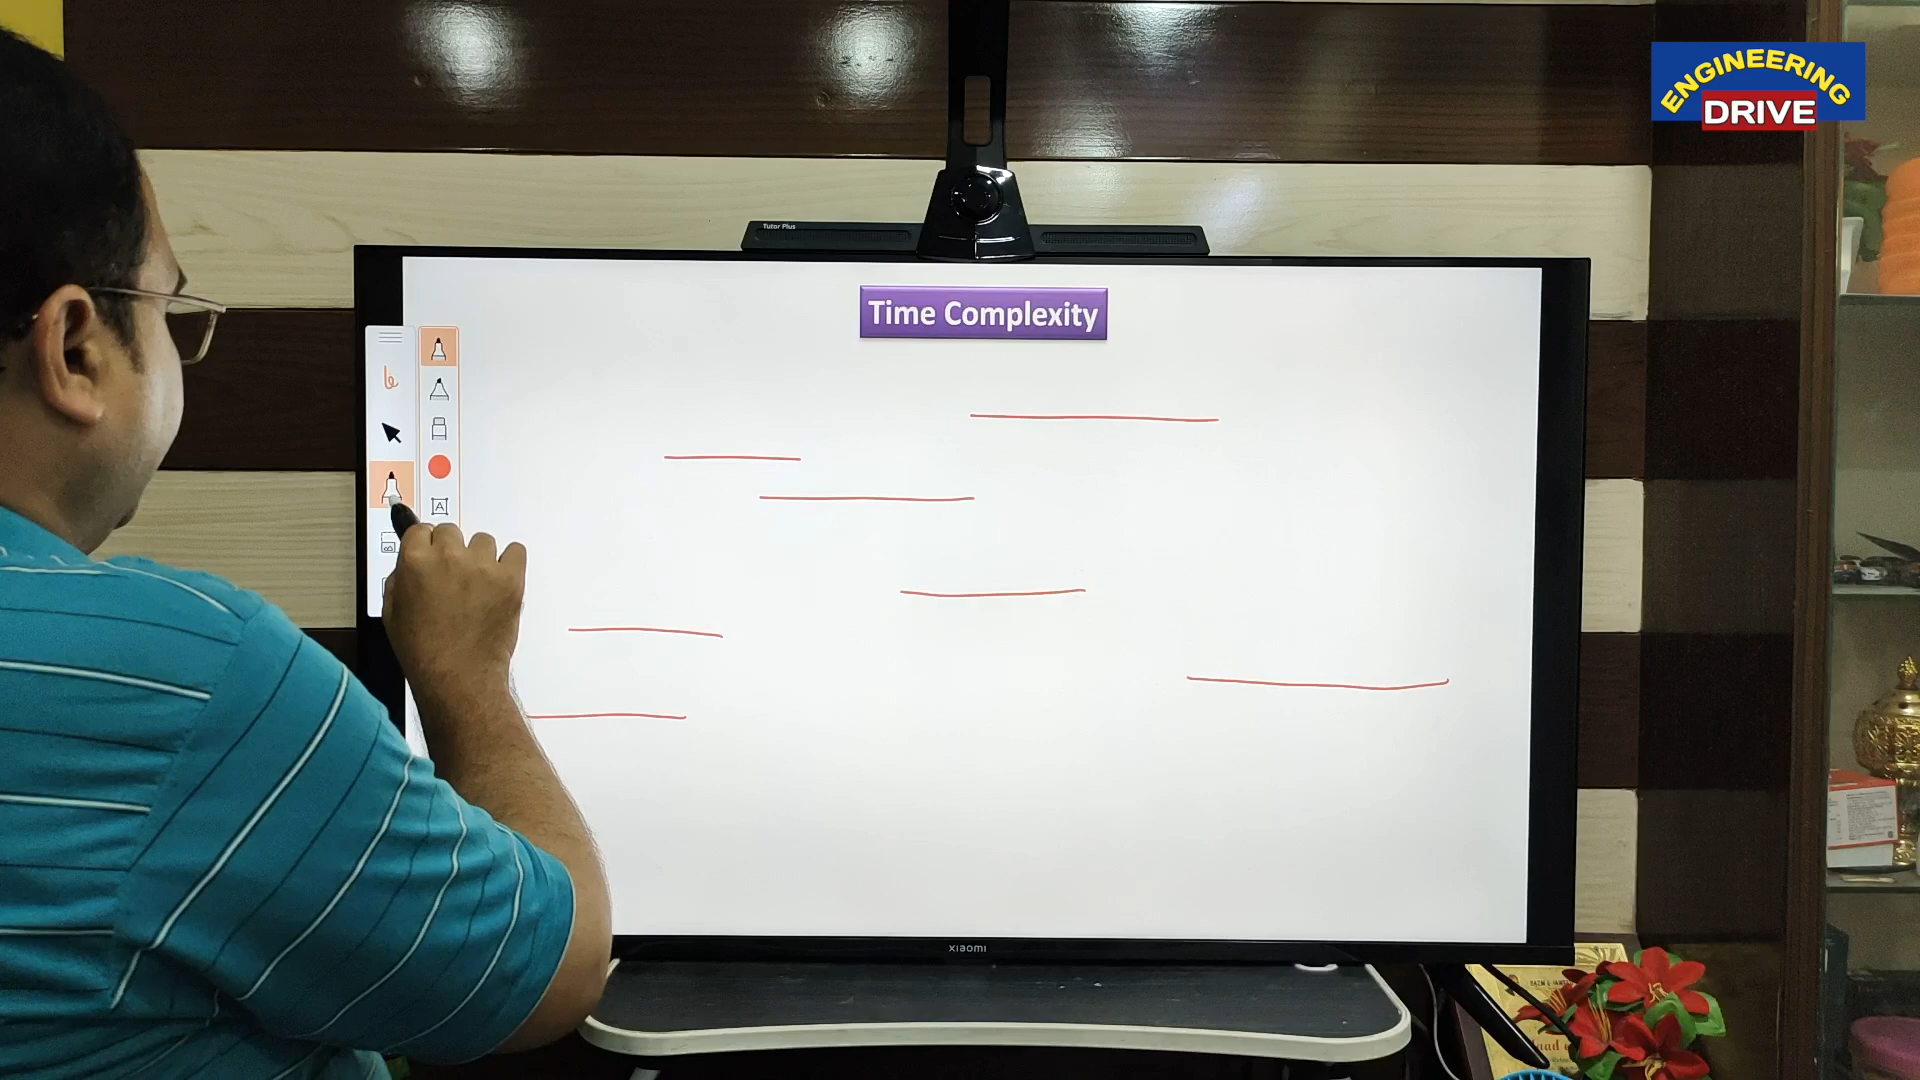 ENGINEERING
DRIVE
Tutor Plus
Time Complexity
A
xiaomi